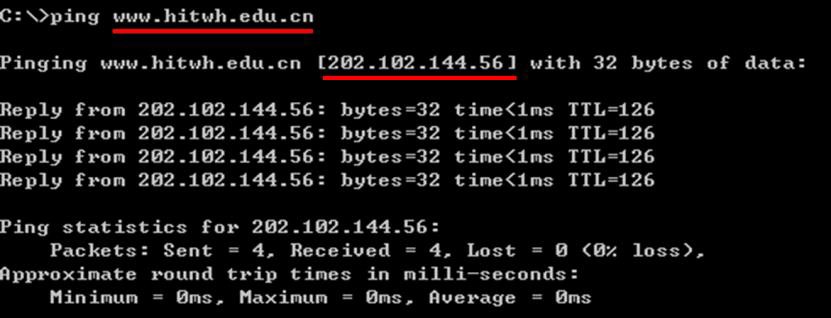 C:\>ping www.hitwh.edu.cn
Pinging www.hitwh.edu.cn [202.102.144.56] with 32 bytes of data:
Reply from 202.102.144.56: bytes=32 time<1ms TTL=126
Reply from 202.102.144.56: bytes=32 time<1ms TTL=126
Reply from 202.102.144.56: bytes=32 time<1ms TTL=126
Reply from 202.102.144.56: bytes=32 time<1ms TTL=126
Ping statistics for 202.102.144.56:
Packets: Sent = 4, Received = 4, Lost = 0 (0% loss),
Approximate round trip times in milli-seconds:
Minimum = 0ms, Maximum = 0ms, Average = 0ms